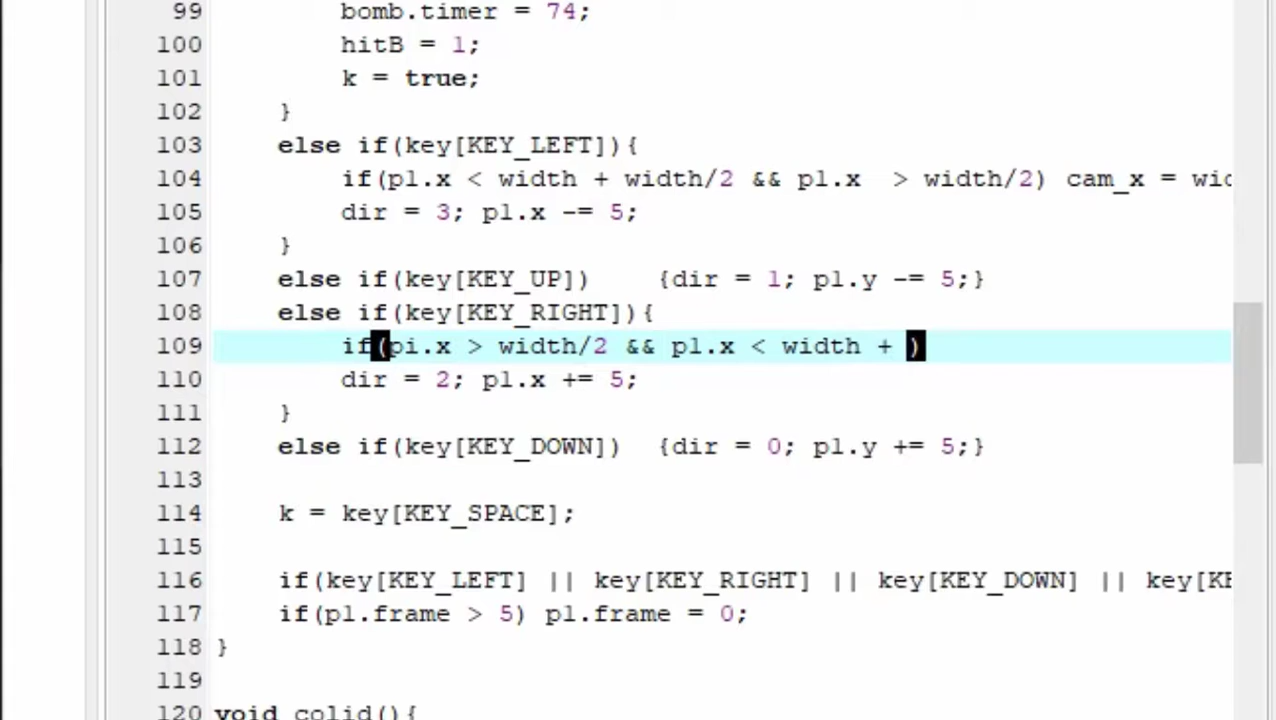 99 bomb.timer = 74;
100 hitB = 1;
101 k = true;
102 }
103 else if(key[KEY_LEFT]){
104 if(pl.x < width + width/2 && pl.x  > width/2) cam_x =
105 dir = 3; pl.x -= 5;
106 }
107 else if(key[KEY_UP])    {dir = 1; pl.y -= 5;}
108 else if(key[KEY_RIGHT]){
109 if(pi.x > width/2 && pl.x < width + )
110 dir = 2; pl.x += 5;
111 }
112 else if(key[KEY_DOWN])  {dir = 0; pl.y += 5;}
113
114 k = key[KEY_SPACE];
115
116 if(key[KEY_LEFT] || key[KEY_RIGHT] || key[KEY_DOWN] ||
117 if(pl.frame > 5) pl.frame = 0;
118 }
119
120 void colid(){